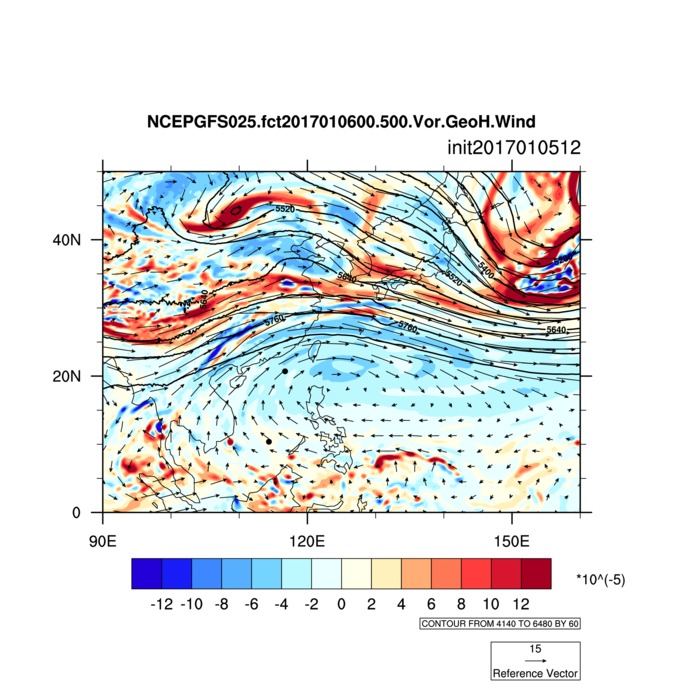 NCEPGFS025.fct2017010600.500.Vor.GeoH.Wind
init2017010512
5520
40N
5400
5520
5640
5760
5760
5640
20N
0
90E 120E 150E
*10^(-5)
-12 -10 -8 -6 -4 -2 0 2 4 6 8 10 12
CONTOUR FROM 4140 TO 6480 BY 60
15
Reference Vector